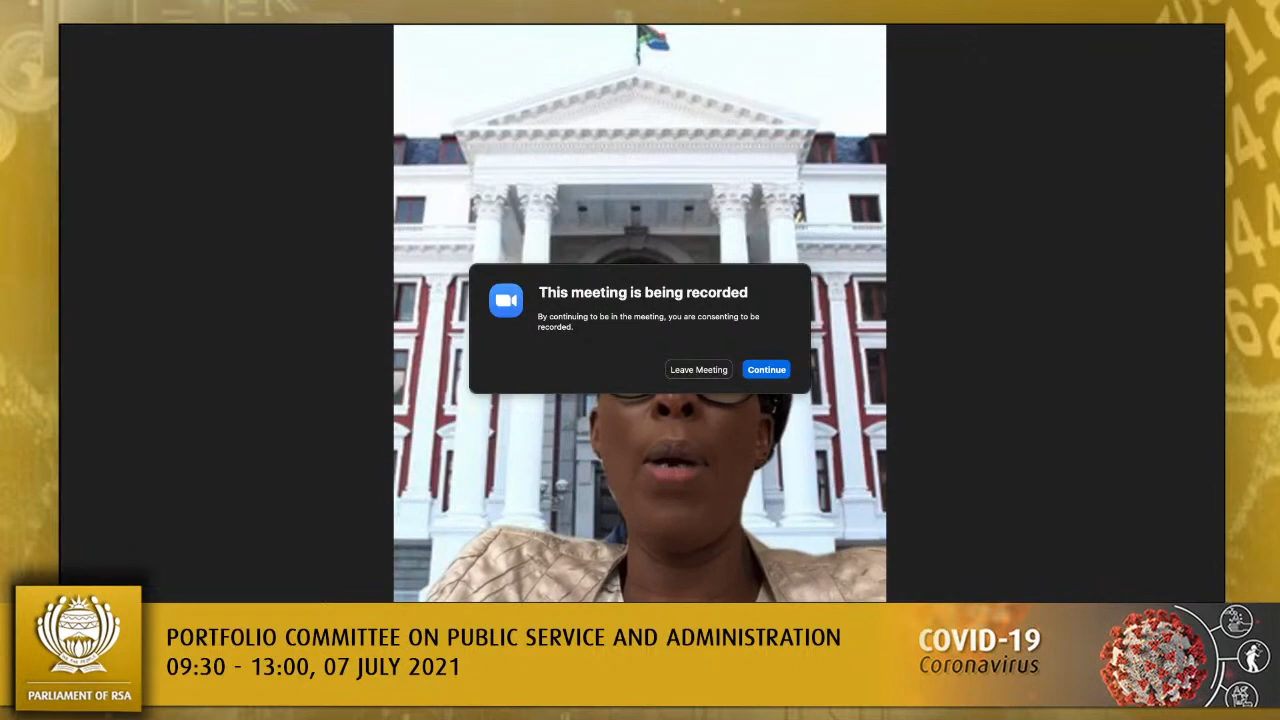 This meeting is being recorded
By continuing to be in the meeting, you are consenting to be
recorded.
Leave Meeting
Continue
PORTFOLIO COMMITTEE ON PUBLIC SERVICE AND ADMINISTRATION
09:30 - 13:00, 07 JULY 2021
COVID-19
Coronavirus
PARLIAMENT OF RSA